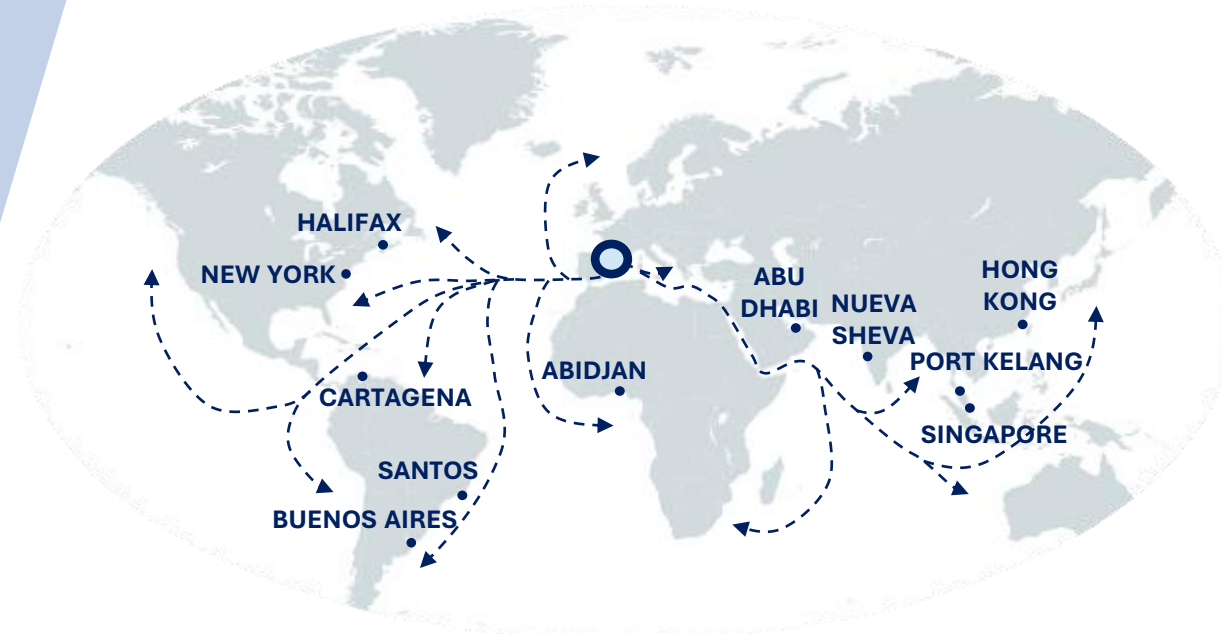 HALIFAX
NEW YORK
CARTAGENA
SANTOS
BUENOS AIRES
ABIDJAN
ABU
DHABI
NUEVA
SHEVA
HONG
KONG
PORT KELANG
SINGAPORE